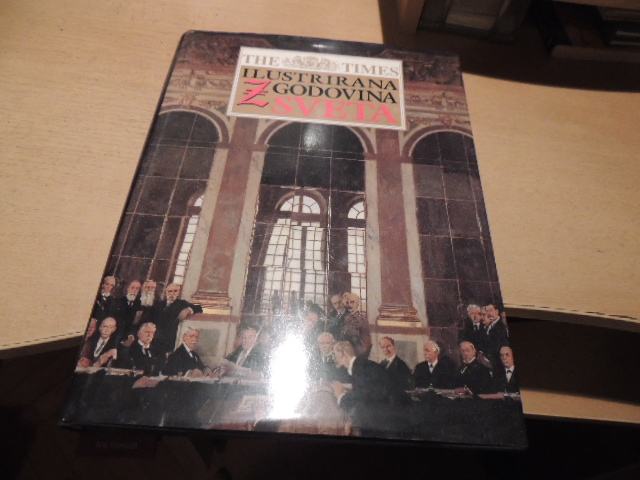 THE TIMES
ILUSTRIRANA
ZGODOVINA
SVETA